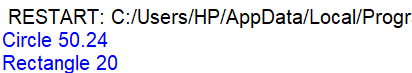 RESTART: C:/Users/HP/AppData/Local/Progr
Circle 50.24
Rectangle 20